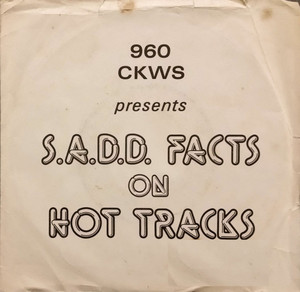 960
CKWS
presents
S.A.D.D. FACTS
ON
HOT TRACKS